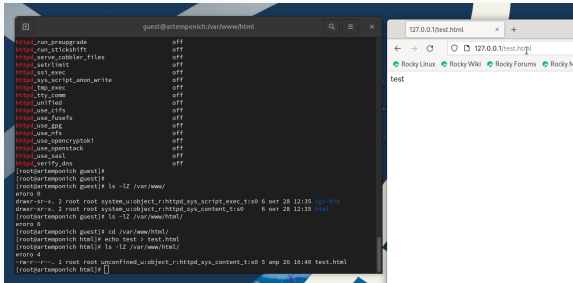 guest@artemponich:/var/www/html
httpd_run_preupgrade off
httpd_run_stickshift off
httpd_serve_cobbler_files off
httpd_setrlimit off
httpd_ssi_exec off
httpd_sys_script_anon_write off
httpd_tmp_exec off
httpd_tty_comm off
httpd_unified off
httpd_use_cifs off
httpd_use_fusefs off
httpd_use_gpg off
httpd_use_nfs off
httpd_use_opencryptoki off
httpd_use_openstack off
httpd_use_sasl off
httpd_verify_dns off
[root@artemponich guest]#
[root@artemponich guest]#
[root@artemponich guest]# ls -lZ /var/www/
итого 0
drwxr-xr-x. 2 root root system_u:object_r:httpd_sys_script_exec_t:s0 6 окт 28 12:35 cgi-bin
drwxr-xr-x. 2 root root system_u:object_r:httpd_sys_content_t:s0 6 окт 28 12:35 html
[root@artemponich guest]# ls -lZ /var/www/html/
итого 0
[root@artemponich guest]# cd /var/www/html/
[root@artemponich html]# echo test > test.html
[root@artemponich html]# ls -lZ /var/www/html/
итого 4
-rw-r--r--. 1 root root unconfined_u:object_r:httpd_sys_content_t:s0 5 апр 26 16:40 test.html
[root@artemponich html]#
127.0.0.1/test.html
127.0.0.1/test.html
Rocky Linux Rocky Wiki Rocky Forums Rocky M
test